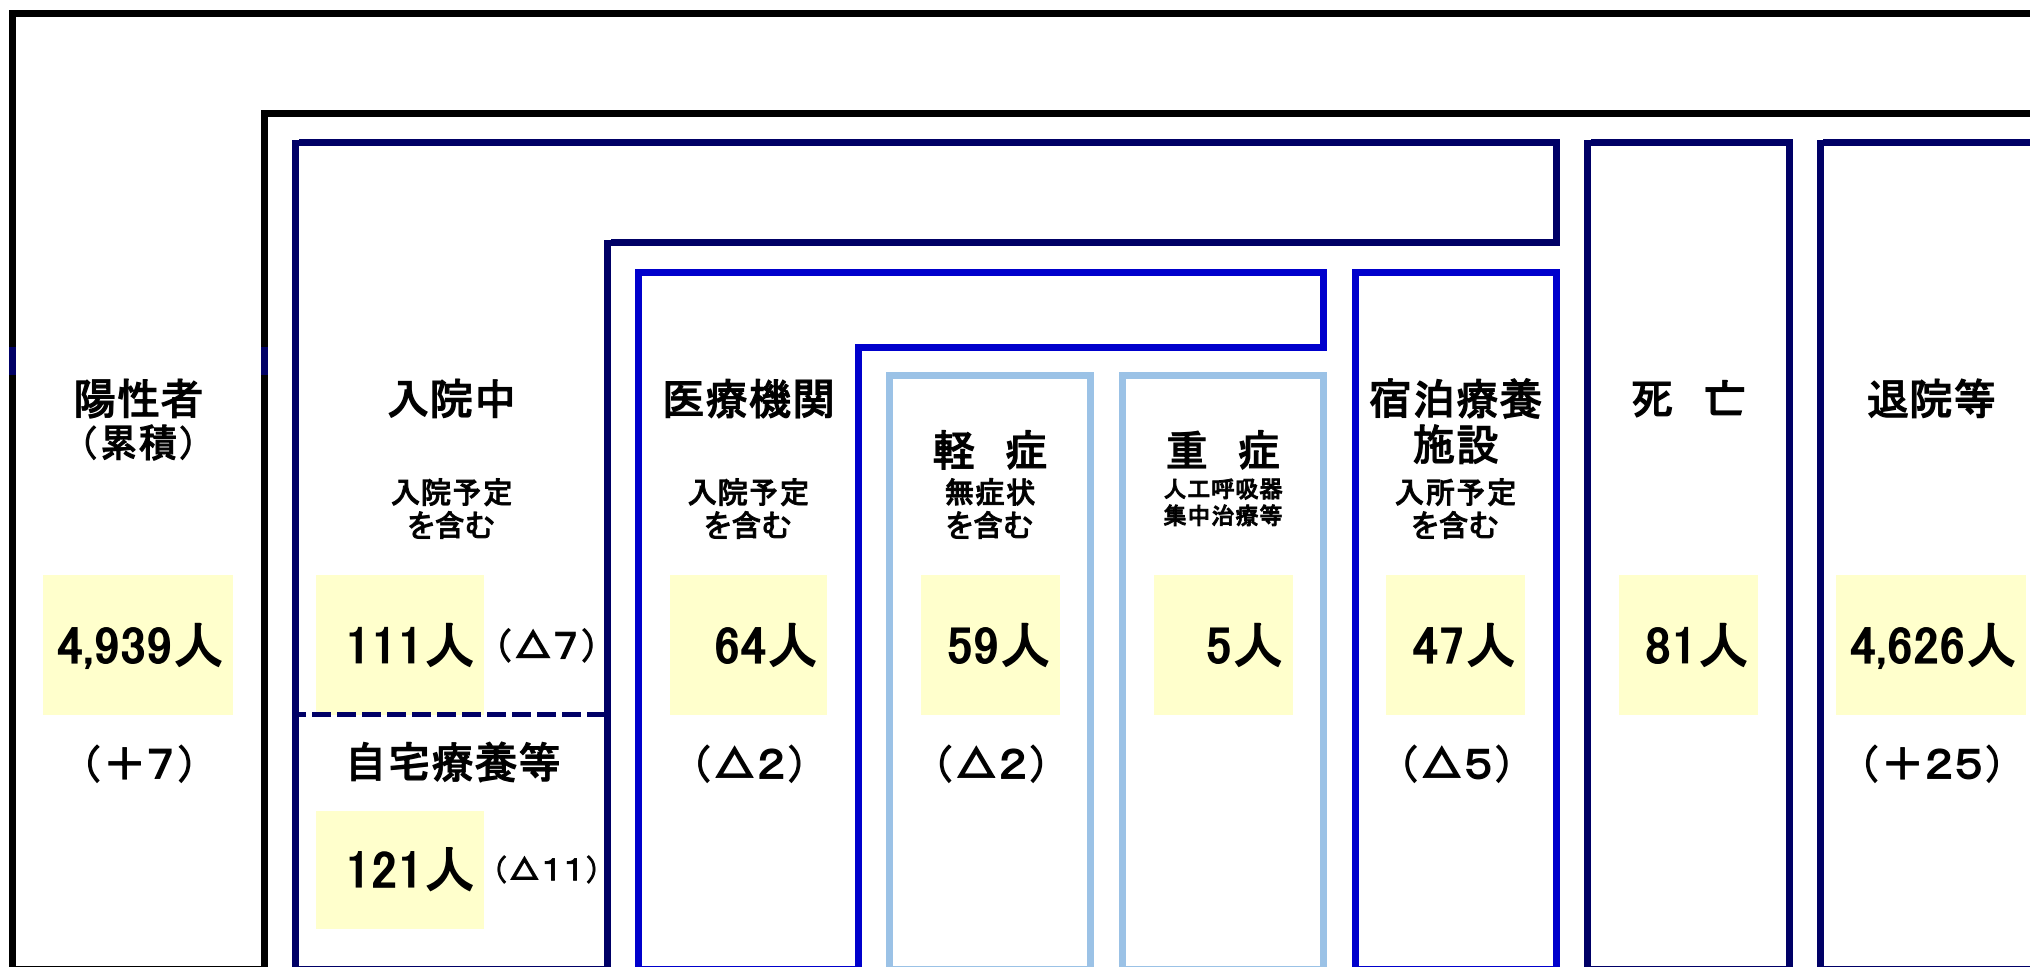 陽性者
（累積）
4,939人
（＋7）
入院中
入院予定
を含む
111人（△7）
自宅療養等
121人（△11）
医療機関
入院予定
を含む
64人
（△2）
軽　症
無症状
を含む
59人
（△2）
重　症
人工呼吸器
集中治療等
5人
宿泊療養
施設
入所予定
を含む
47人
（△5）
死　亡
81人
退院等
4,626人
（＋25）